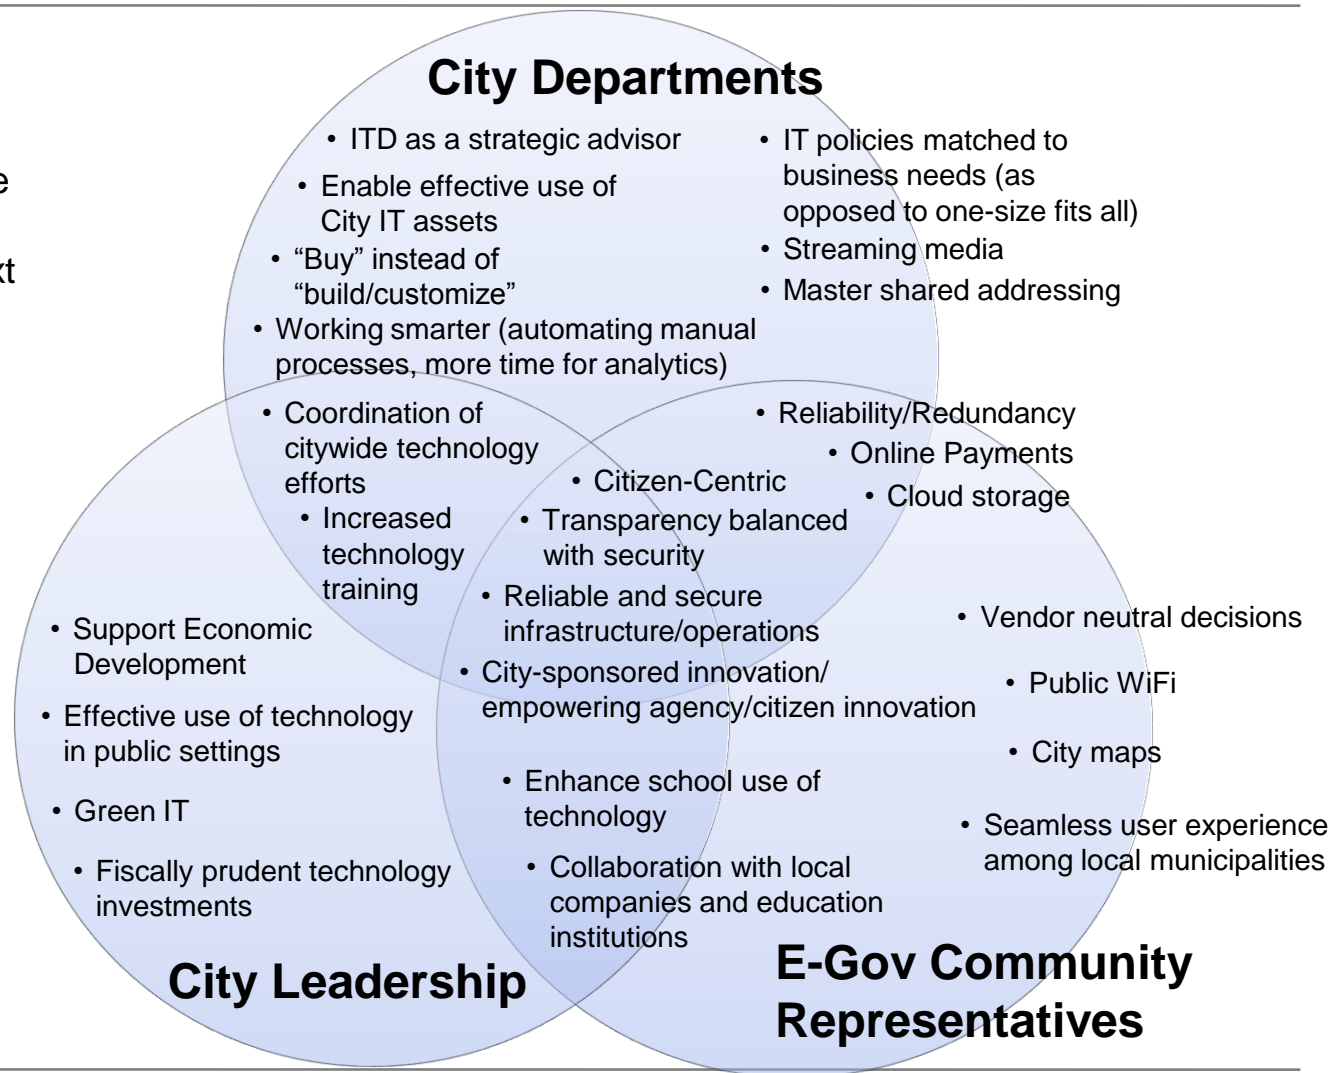 e
xt
City Departments
• ITD as a strategic advisor
• Enable effective use of
City IT assets
• “Buy” instead of
“build/customize”
• Working smarter (automating manual
processes, more time for analytics)
• IT policies matched to
business needs (as
opposed to one-size fits all)
• Streaming media
• Master shared addressing
• Coordination of
citywide technology
efforts
• Increased
technology
training
• Reliability/Redundancy
• Online Payments
• Cloud storage
• Citizen-Centric
• Transparency balanced
with security
• Reliable and secure
infrastructure/operations
• City-sponsored innovation/
empowering agency/citizen innovation
• Support Economic
Development
• Effective use of technology
in public settings
• Green IT
• Fiscally prudent technology
investments
• Enhance school use of
technology
• Collaboration with local
companies and education
institutions
• Vendor neutral decisions
• Public WiFi
• City maps
• Seamless user experience
among local municipalities
City Leadership
E-Gov Community
Representatives